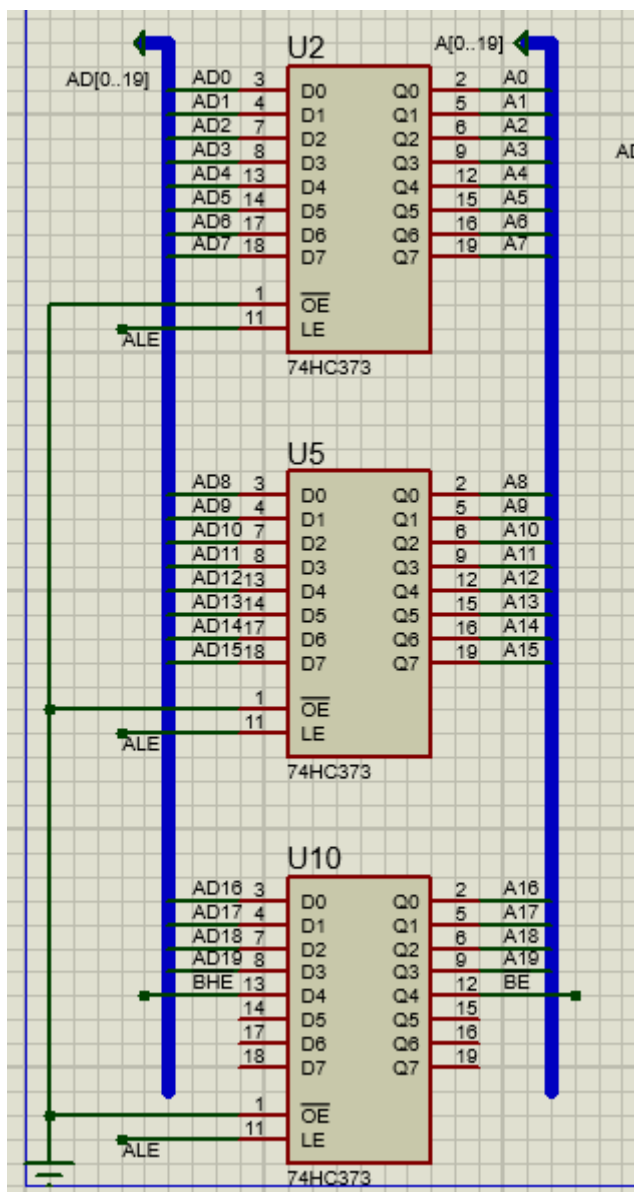 U2
AD[0..19] A[0..19]
AD0 3 D0 Q0 2 A0
AD1 4 D1 Q1 5 A1
AD2 7 D2 Q2 6 A2
AD3 8 D3 Q3 9 A3
AD4 13 D4 Q4 12 A4
AD5 14 D5 Q5 15 A5
AD6 17 D6 Q6 16 A6
AD7 18 D7 Q7 19 A7
1 OE
11 LE
ALE
74HC373
AD
U5
AD8 3 D0 Q0 2 A8
AD9 4 D1 Q1 5 A9
AD10 7 D2 Q2 6 A10
AD11 8 D3 Q3 9 A11
AD12 13 D4 Q4 12 A12
AD13 14 D5 Q5 15 A13
AD14 17 D6 Q6 16 A14
AD15 18 D7 Q7 19 A15
1 OE
11 LE
ALE
74HC373
U10
AD16 3 D0 Q0 2 A16
AD17 4 D1 Q1 5 A17
AD18 7 D2 Q2 6 A18
AD19 8 D3 Q3 9 A19
BHE 13 D4 Q4 12 BE
14 D5 Q5 15
17 D6 Q6 16
18 D7 Q7 19
1 OE
11 LE
ALE
74HC373